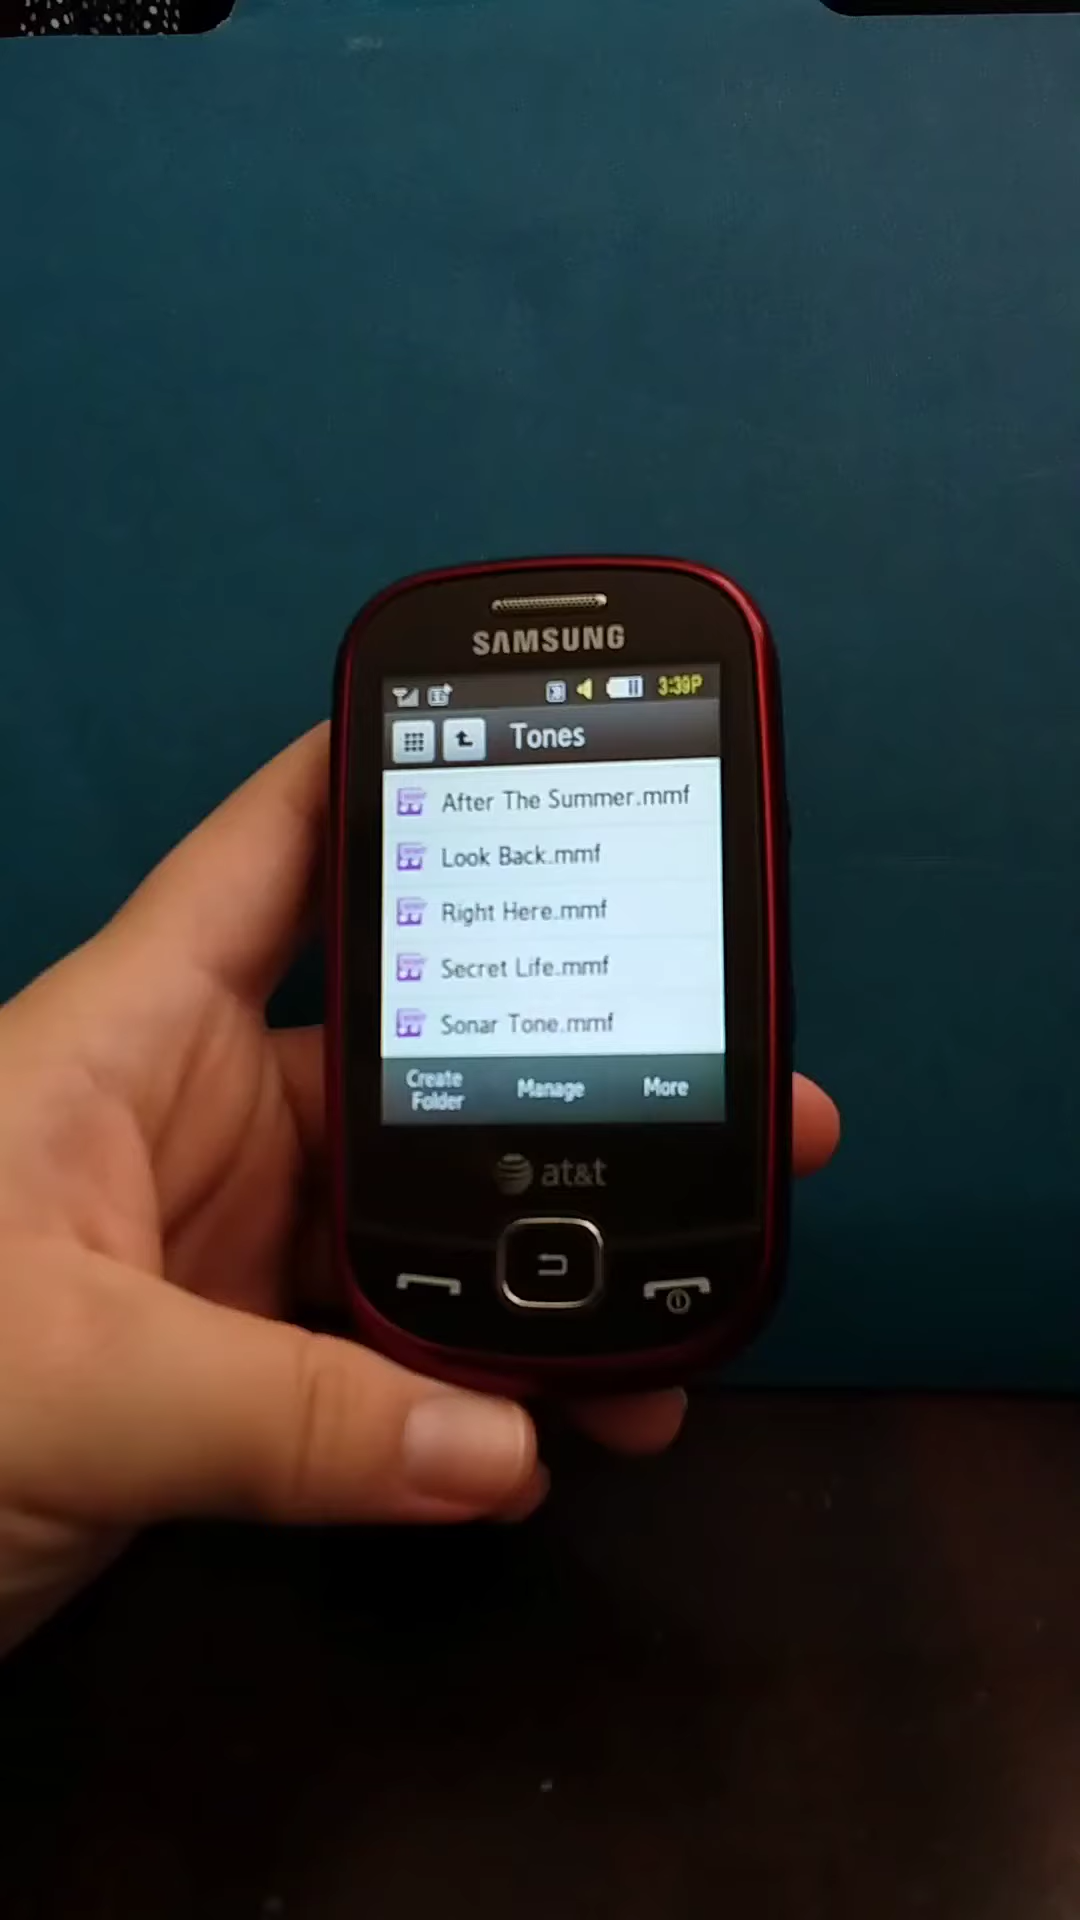 SAMSUNG
3:39P
Tones
After The Summer.mmf
Look Back.mmf
Right Here.mmf
Secret Life.mmf
Sonar Tone.mmf
Create Folder
Manage
More
at&t